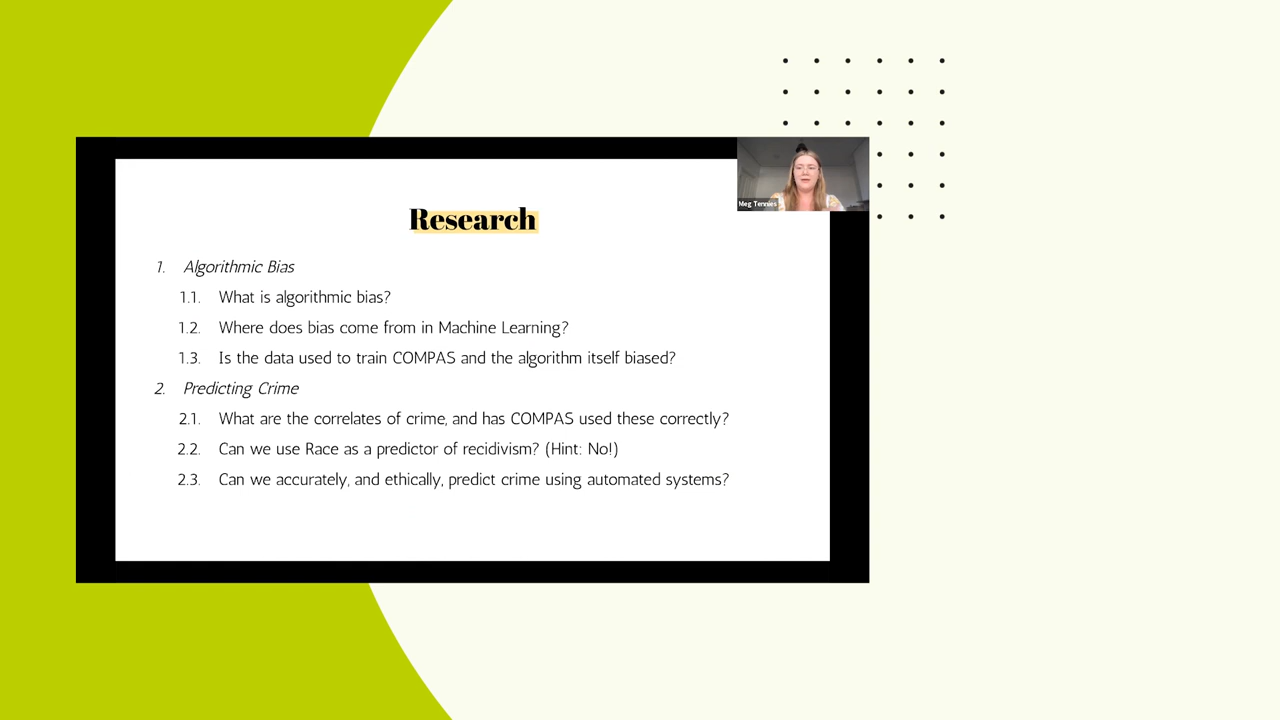 Research
1. Algorithmic Bias
1.1. What is algorithmic bias?
1.2. Where does bias come from in Machine Learning?
1.3. Is the data used to train COMPAS and the algorithm itself biased?
2. Predicting Crime
2.1. What are the correlates of crime, and has COMPAS used these correctly?
2.2. Can we use Race as a predictor of recidivism? (Hint: No!)
2.3. Can we accurately, and ethically, predict crime using automated systems?
Meg Tennies